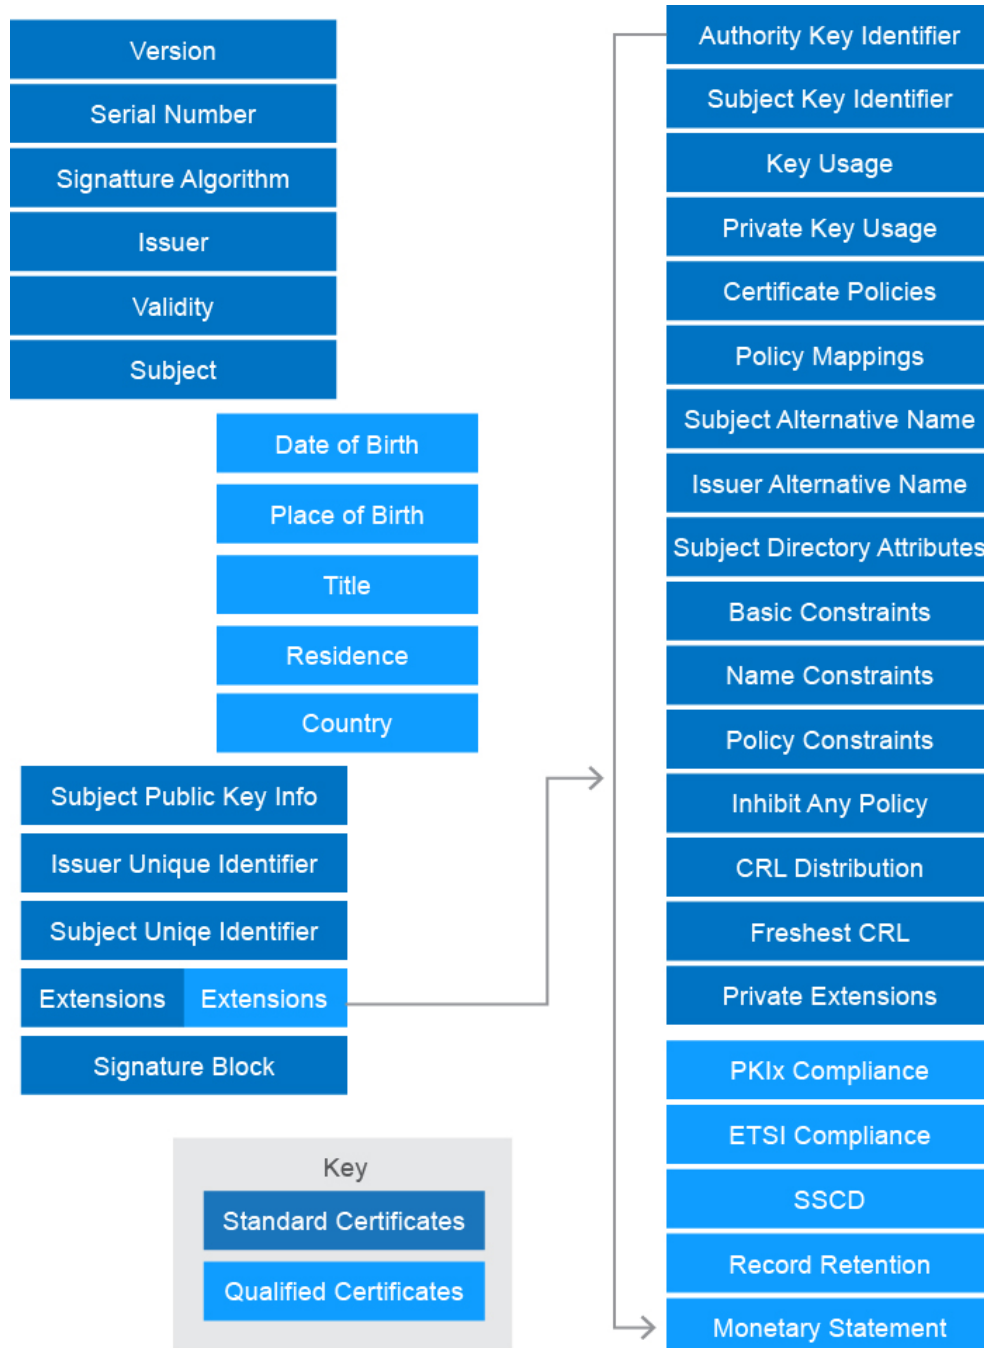 Version
Serial Number
Signatture Algorithm
Issuer
Validity
Subject
Date of Birth
Place of Birth
Title
Residence
Country
Subject Public Key Info
Issuer Unique Identifier
Subject Uniqe Identifier
Extensions Extensions
Signature Block
Key
Standard Certificates
Qualified Certificates
Authority Key Identifier
Subject Key Identifier
Key Usage
Private Key Usage
Certificate Policies
Policy Mappings
Subject Alternative Name
Issuer Alternative Name
Subject Directory Attributes
Basic Constraints
Name Constraints
Policy Constraints
Inhibit Any Policy
CRL Distribution
Freshest CRL
Private Extensions
PKIx Compliance
ETSI Compliance
SSCD
Record Retention
Monetary Statement